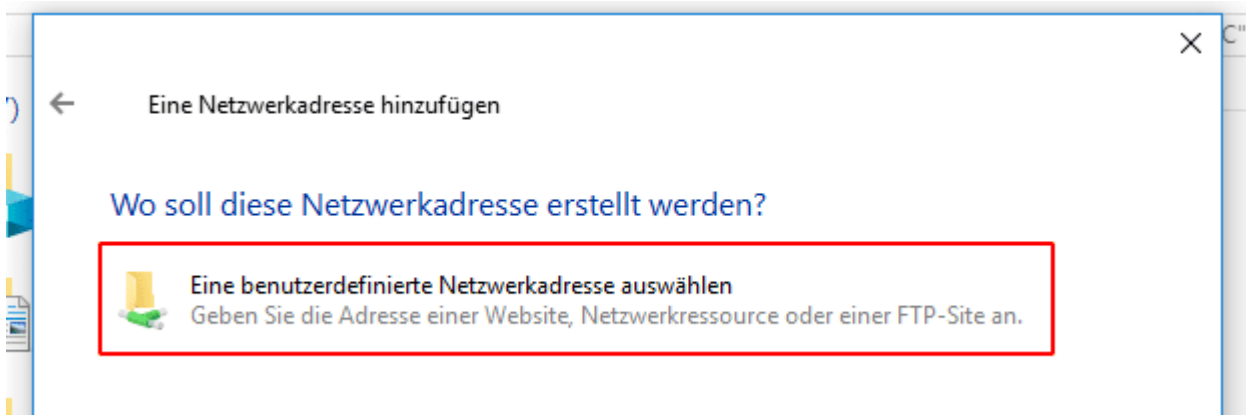 C"
)
Eine Netzwerkadresse hinzufügen
Wo soll diese Netzwerkadresse erstellt werden?
Eine benutzerdefinierte Netzwerkadresse auswählen
Geben Sie die Adresse einer Website, Netzwerkressource oder einer FTP-Site an.